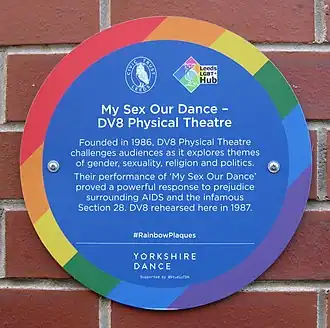 CIVIC TRUST
LEEDS
Leeds
LGBT+
Hub
My Sex Our Dance –
DV8 Physical Theatre
Founded in 1986, DV8 Physical Theatre
challenges audiences as it explores themes
of gender, sexuality, religion and politics.
Their performance of 'My Sex Our Dance'
proved a powerful response to prejudice
surrounding AIDS and the infamous
Section 28. DV8 rehearsed here in 1987.
#RainbowPlaques
YORKSHIRE
DANCE
Supported by